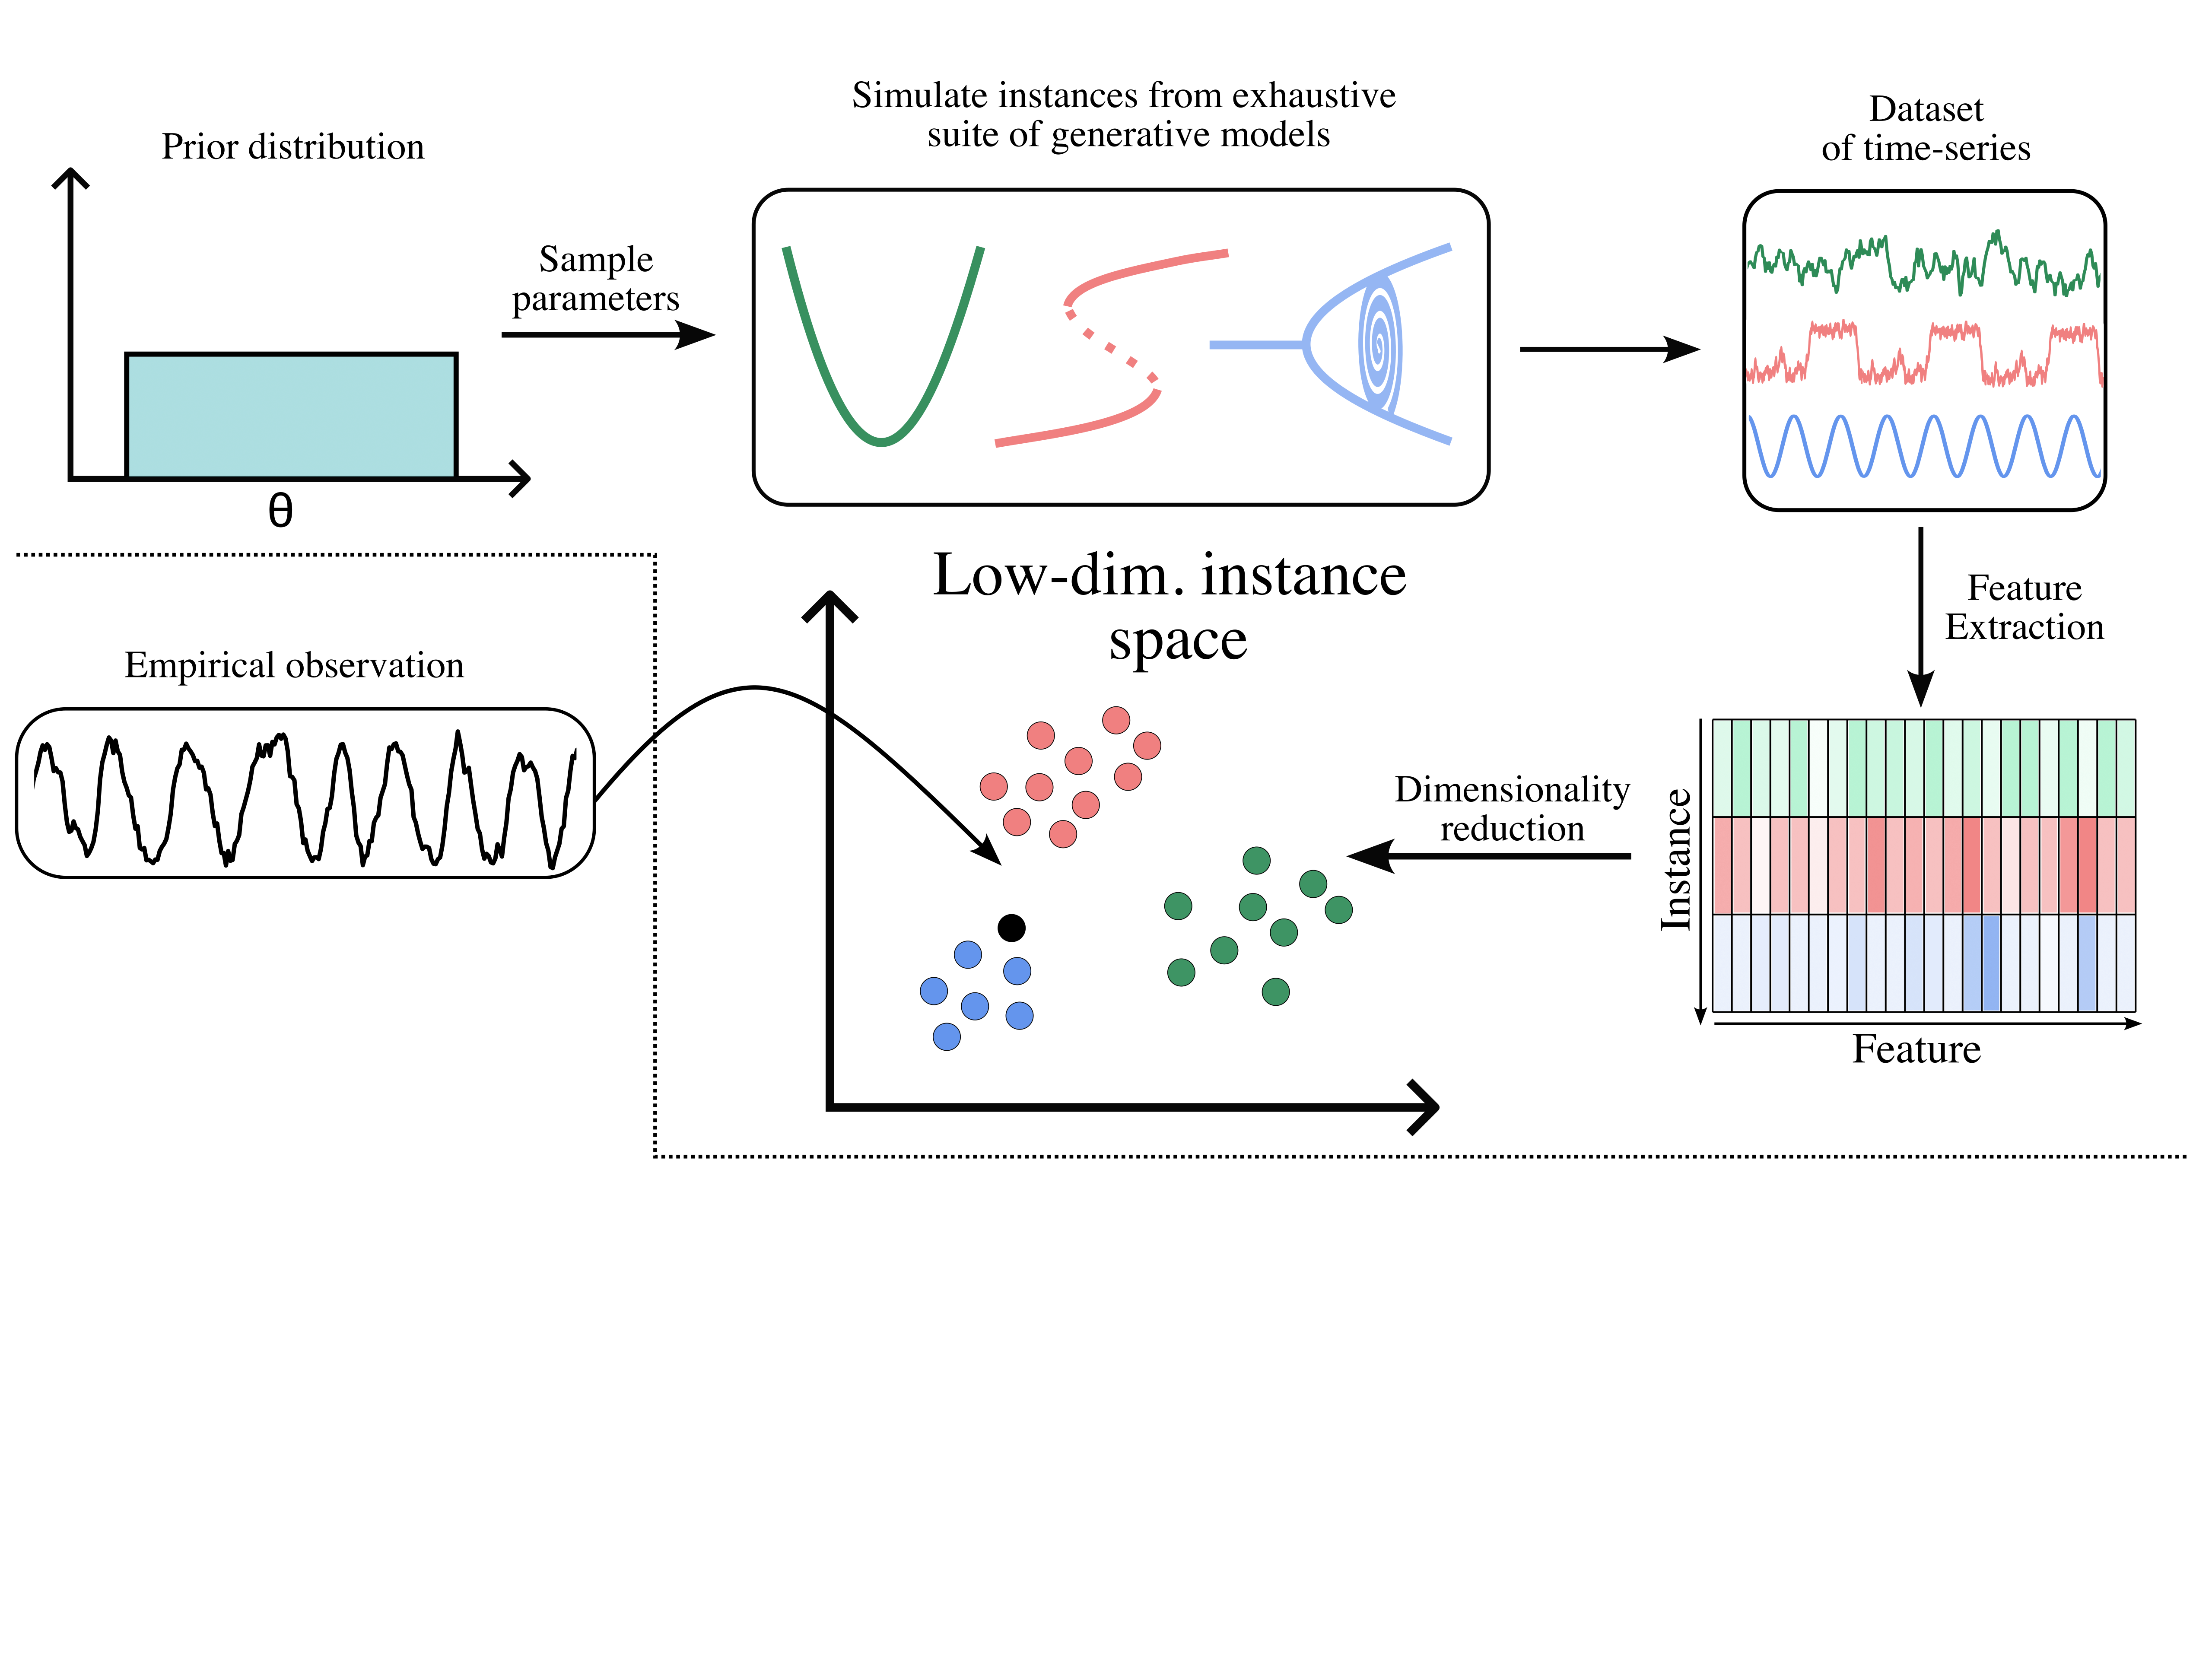 Prior distribution
θ
Sample
parameters
Simulate instances from exhaustive
suite of generative models
Dataset
of time-series
Feature
Extraction
Instance
Feature
Dimensionality
reduction
Low-dim. instance
space
Empirical observation